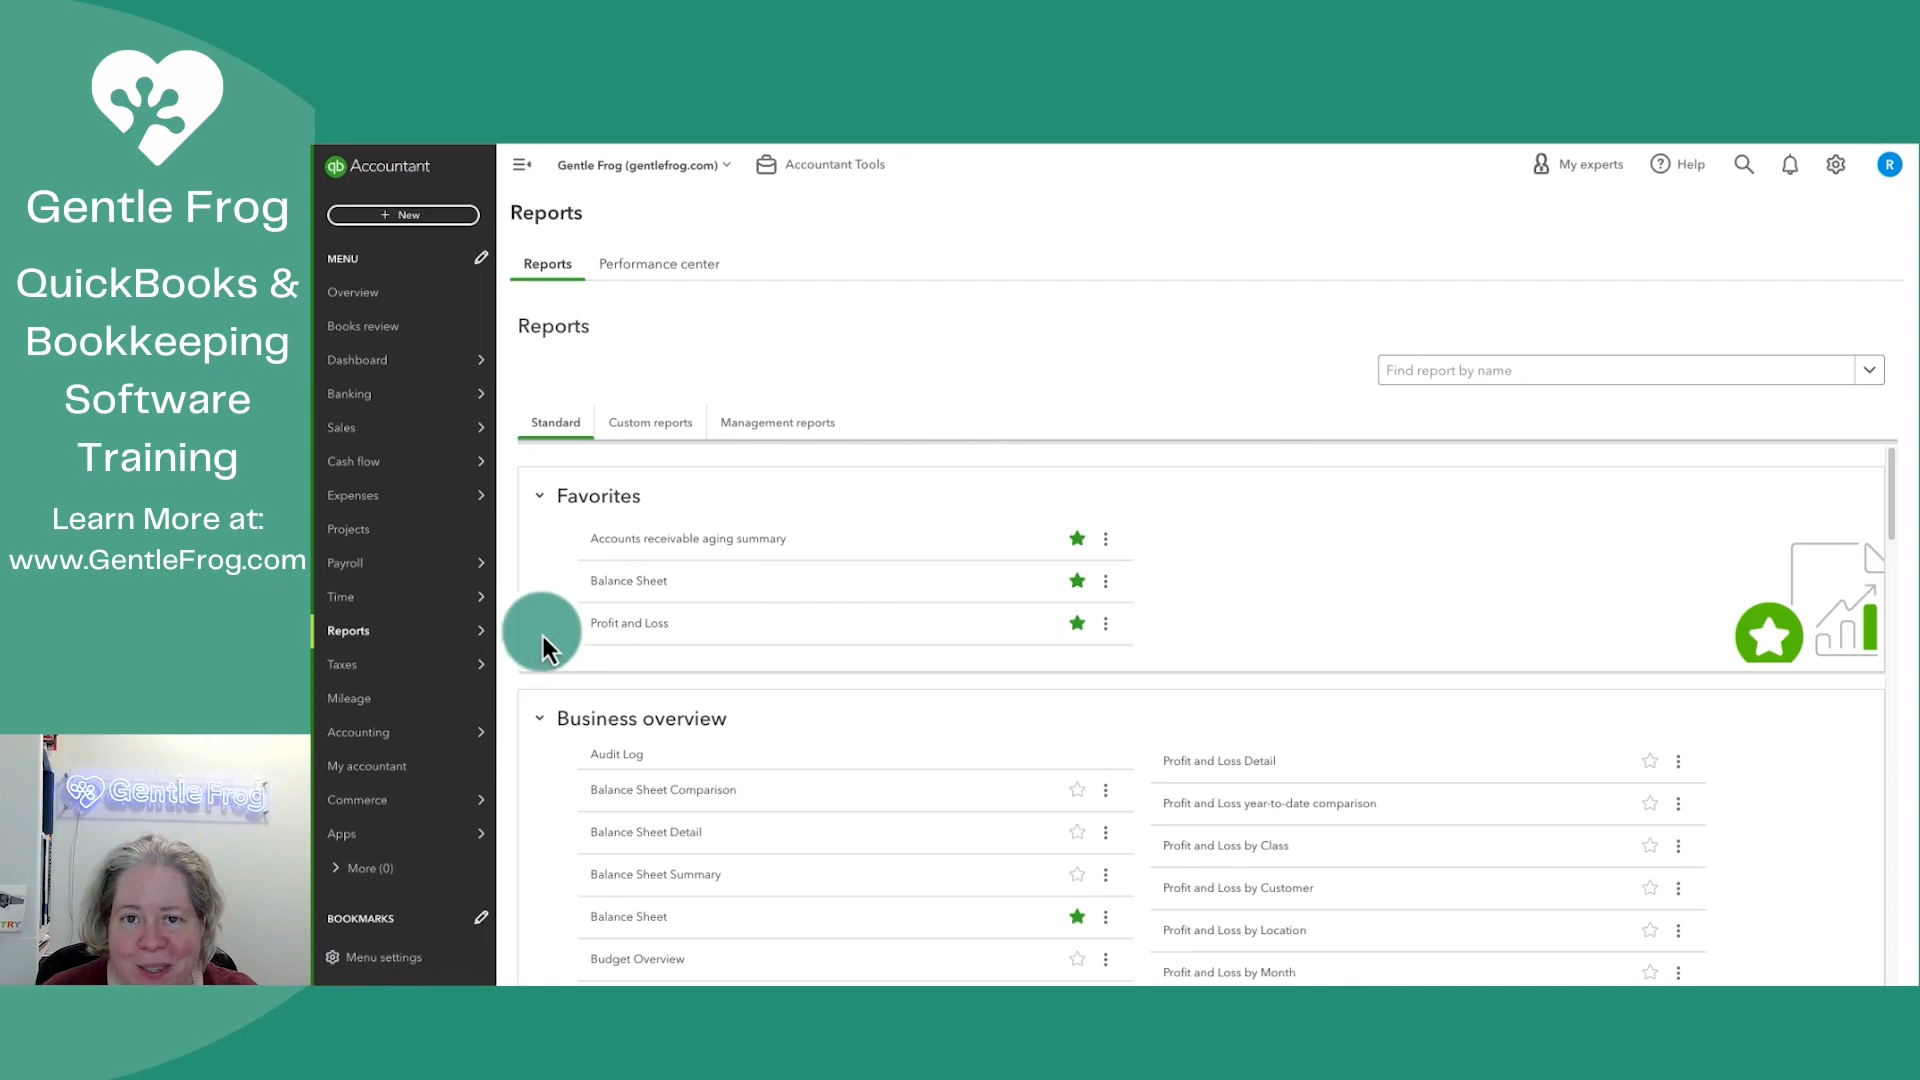 Gentle Frog
QuickBooks &
Bookkeeping
Software
Training
Learn More at:
www.GentleFrog.com
Gentle Frog
TRY
qb Accountant
+ New
MENU
Overview
Books review
Dashboard
Banking
Sales
Cash flow
Expenses
Projects
Payroll
Time
Reports
Taxes
Mileage
Accounting
My accountant
Commerce
Apps
More (0)
BOOKMARKS
Menu settings
Gentle Frog (gentlefrog.com)
Accountant Tools
My experts
Help
R
Reports
Reports
Performance center
Reports
Find report by name
Standard
Custom reports
Management reports
Favorites
Accounts receivable aging summary
Balance Sheet
Profit and Loss
Business overview
Audit Log
Balance Sheet Comparison
Balance Sheet Detail
Balance Sheet Summary
Balance Sheet
Budget Overview
Profit and Loss Detail
Profit and Loss year-to-date comparison
Profit and Loss by Class
Profit and Loss by Customer
Profit and Loss by Location
Profit and Loss by Month